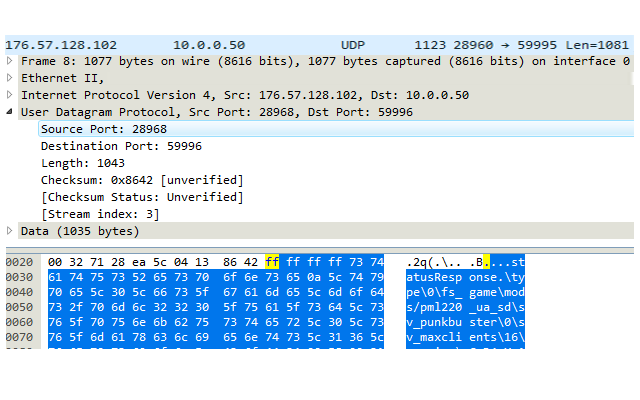 176.57.128.102 10.0.0.50 UDP 1123 28960 → 59995 Len=1081
Frame 8: 1077 bytes on wire (8616 bits), 1077 bytes captured (8616 bits) on interface 0
Ethernet II,
Internet Protocol Version 4, Src: 176.57.128.102, Dst: 10.0.0.50
User Datagram Protocol, Src Port: 28968, Dst Port: 59996
Source Port: 28968
Destination Port: 59996
Length: 1043
Checksum: 0x8642 [unverified]
[Checksum Status: Unverified]
[Stream index: 3]
Data (1035 bytes)
0020 00 32 71 28 ea 5c 04 13 86 42 ff ff ff ff 73 74 .2q(.\.. .B....st
0030 61 74 75 73 52 65 73 70 6f 6e 73 65 0a 5c 74 79 atusResp onse.\ty
0040 70 65 5c 30 5c 66 73 5f 67 61 6d 65 5c 6d 6f 64 pe\0\fs_ game\mod
0050 73 2f 70 6d 6c 32 32 30 5f 75 61 5f 73 64 5c 73 s/pml220 _ua_sd\s
0060 76 5f 70 75 6e 6b 62 75 73 74 65 72 5c 30 5c 73 v_punkbu ster\0\s
0070 76 5f 6d 61 78 63 6c 69 65 6e 74 73 5c 31 36 5c v_maxcli ents\16\